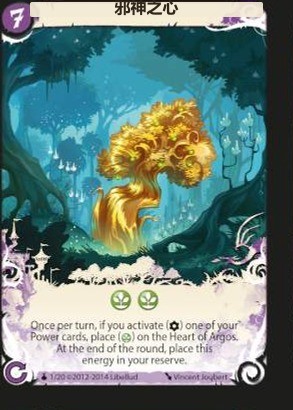 邪神之心
7
Once per turn, if you activate () one of your
Power cards, place () on the Heart of Argos.
At the end of the round, place this
energy in your reserve.
1/20 ©2012-2014 Libellud
Vincent Joubert